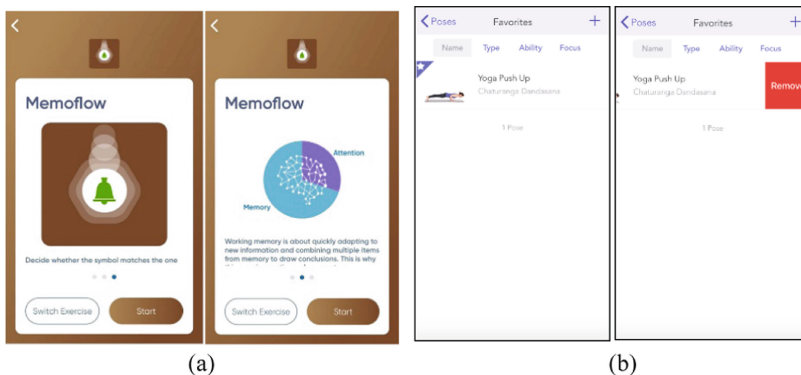 Memoflow
Decide whether the symbol matches the one
Switch Exercise
Start
Memoflow
Attention
Memory
Working memory is about quickly adapting to
new information and combining multiple items
from memory to draw conclusions. This is why
Switch Exercise
Start
(a)
Poses
Favorites
+
Name
Type
Ability
Focus
Yoga Push Up
Chaturanga Dandasana
1 Pose
Poses
Favorites
+
Name
Type
Ability
Focus
Yoga Push Up
Chaturanga Dandasana
Remove
1 Pose
(b)